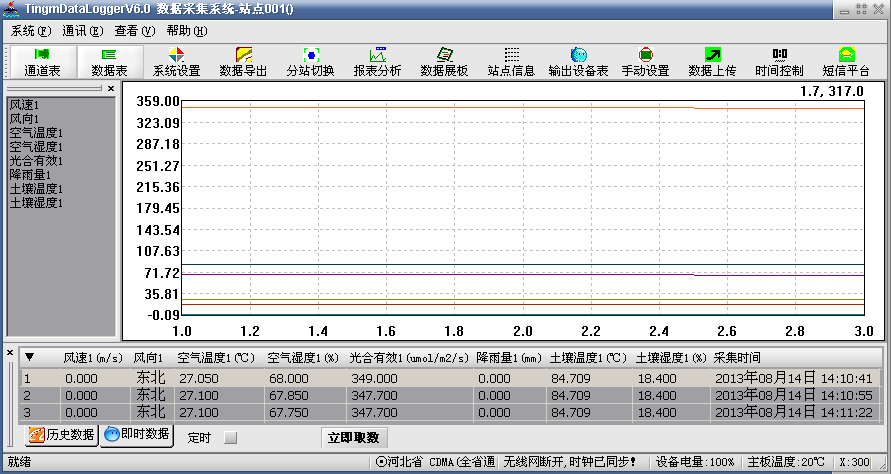 TingmDataLoggerV6.0 数据采集系统-站点001()
系统(F) 通讯(E) 查看(V) 帮助(H)
通道表 数据表 系统设置 数据导出 分站切换 报表分析 数据展板 站点信息 输出设备表 手动设置 数据上传 时间控制 短信平台
风速1
风向1
空气温度1
空气湿度1
光合有效1
降雨量1
土壤温度1
土壤湿度1
1.7, 317.0
359.00
323.09
287.18
251.27
215.36
179.45
143.54
107.63
71.72
35.81
-0.09
1.0 1.2 1.4 1.6 1.8 2.0 2.2 2.4 2.6 2.8 3.0
风速1(m/s) 风向1 空气温度1(℃) 空气湿度1(%) 光合有效1(umol/m2/s) 降雨量1(mm) 土壤温度1(℃) 土壤湿度1(%) 采集时间
1 0.000 东北 27.050 68.000 349.000 0.000 84.709 18.400 2013年08月14日 14:10:41
2 0.000 东北 27.100 67.850 347.700 0.000 84.709 18.400 2013年08月14日 14:10:55
3 0.000 东北 27.100 67.750 347.700 0.000 84.709 18.400 2013年08月14日 14:11:22
历史数据 即时数据 定时 立即取数
就绪 河北省 CDMA(全省通 无线网断开,时钟已同步! 设备电量:100% 主板温度:20℃ X:300